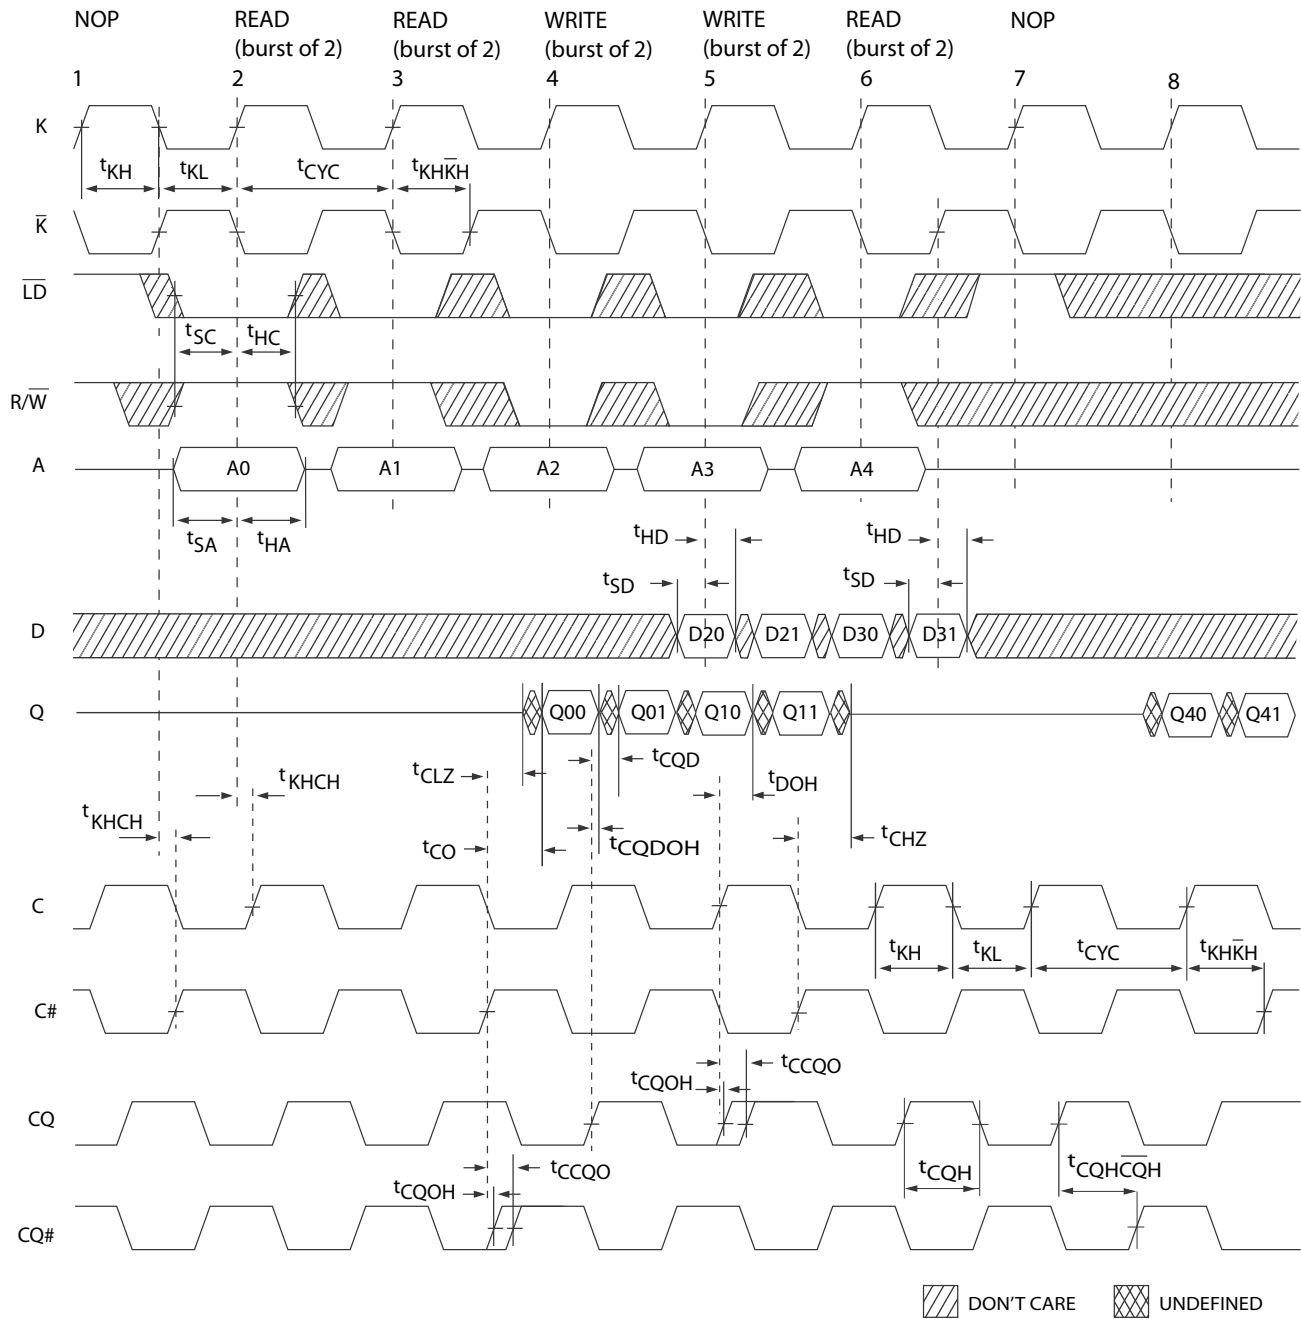 NOP READ READ WRITE WRITE READ NOP
(burst of 2) (burst of 2) (burst of 2) (burst of 2) (burst of 2)
1 2 3 4 5 6 7 8
K
tKH tKL tCYC tKHK̅H
K̅
L̅D̅
tSC tHC
R/W̅
A A0 A1 A2 A3 A4
tSA tHA tHD tHD
tSD tSD
D D20 D21 D30 D31
Q Q00 Q01 Q10 Q11 Q40 Q41
tCLZ tCQD tDOH
tKHCH
tKHCH
tCO tCQDOH tCHZ
C
tKH tKL tCYC tKHK̅H
C#
tCQOH tCCQO
CQ
tCQOH tCCQO tCQH tCQHC̅Q̅H
CQ#
DON'T CARE UNDEFINED